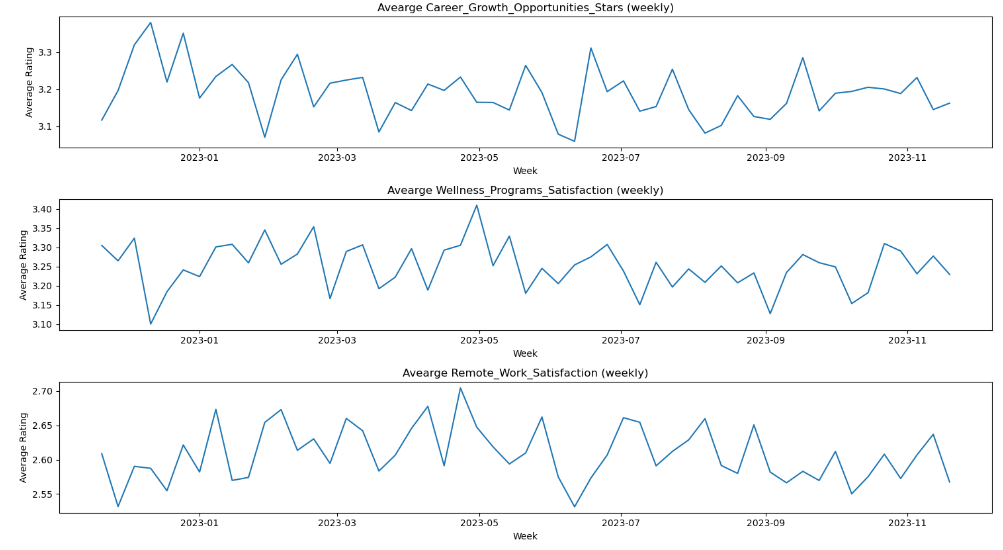 Avearge Career_Growth_Opportunities_Stars (weekly)
Average Rating
3.3
3.2
3.1
2023-01 2023-03 2023-05 2023-07 2023-09 2023-11
Week
Avearge Wellness_Programs_Satisfaction (weekly)
Average Rating
3.40
3.35
3.30
3.25
3.20
3.15
3.10
2023-01 2023-03 2023-05 2023-07 2023-09 2023-11
Week
Avearge Remote_Work_Satisfaction (weekly)
Average Rating
2.70
2.65
2.60
2.55
2023-01 2023-03 2023-05 2023-07 2023-09 2023-11
Week